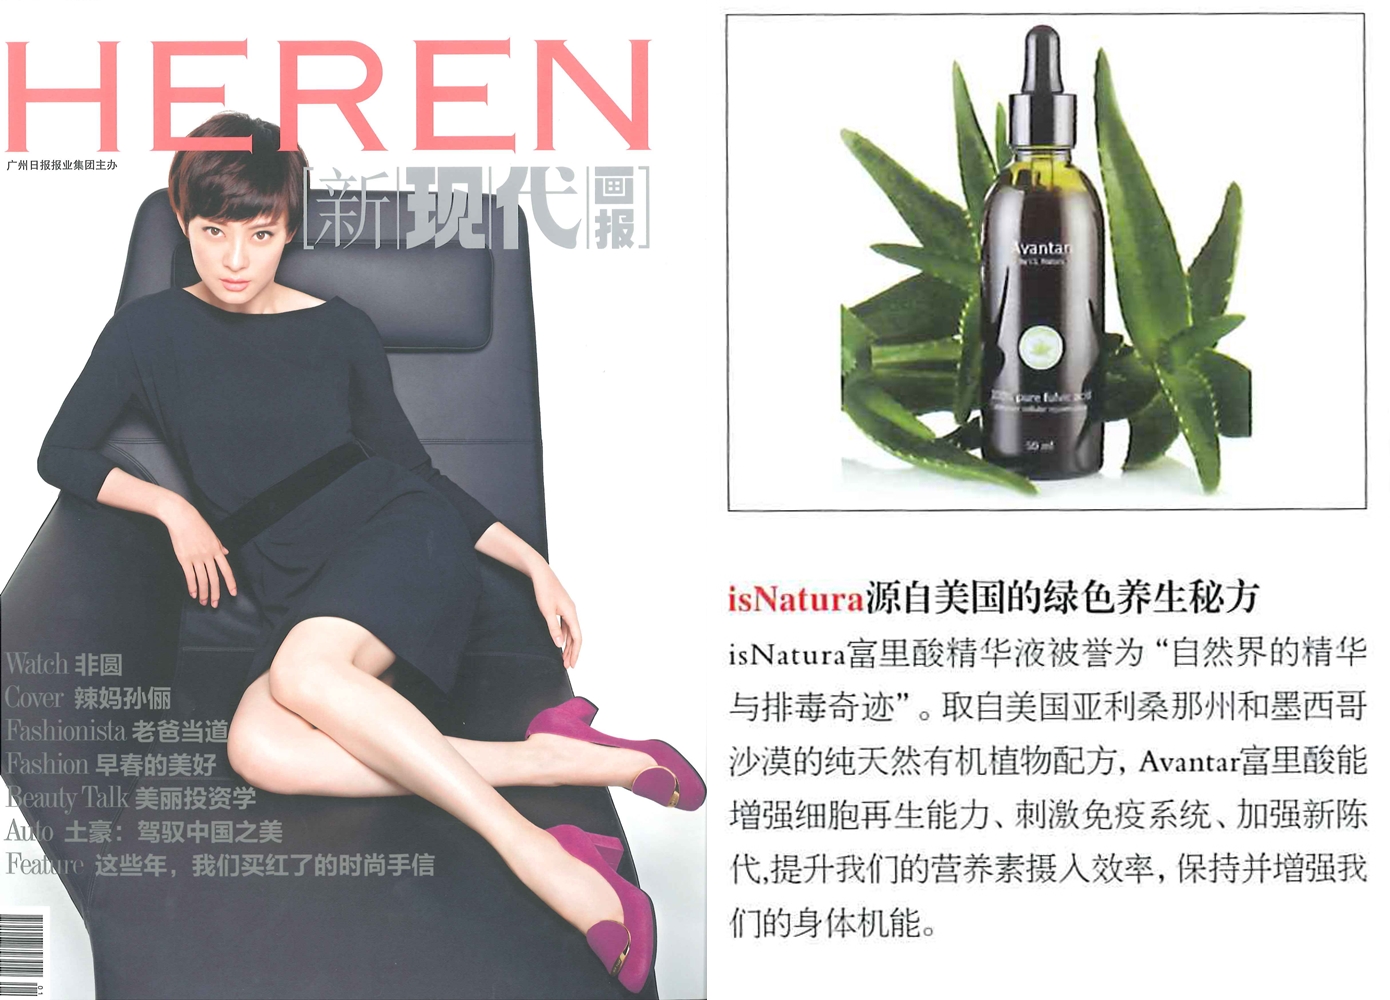 HEREN
广州日报报业集团主办
[新现代画报]
Watch 非圆
Cover 辣妈孙俪
Fashionista 老爸当道
Fashion 早春的美好
Beauty Talk 美丽投资学
Auto 土豪：驾驭中国之美
Feature 这些年，我们买红了的时尚手信
01
Avantar
by I.S. Natura
100% pure fulvic acid
50 ml
isNatura源自美国的绿色养生秘方
isNatura富里酸精华液被誉为“自然界的精华
与排毒奇迹”。取自美国亚利桑那州和墨西哥
沙漠的纯天然有机植物配方, Avantar富里酸能
增强细胞再生能力、刺激免疫系统、加强新陈
代,提升我们的营养素摄入效率, 保持并增强我
们的身体机能。